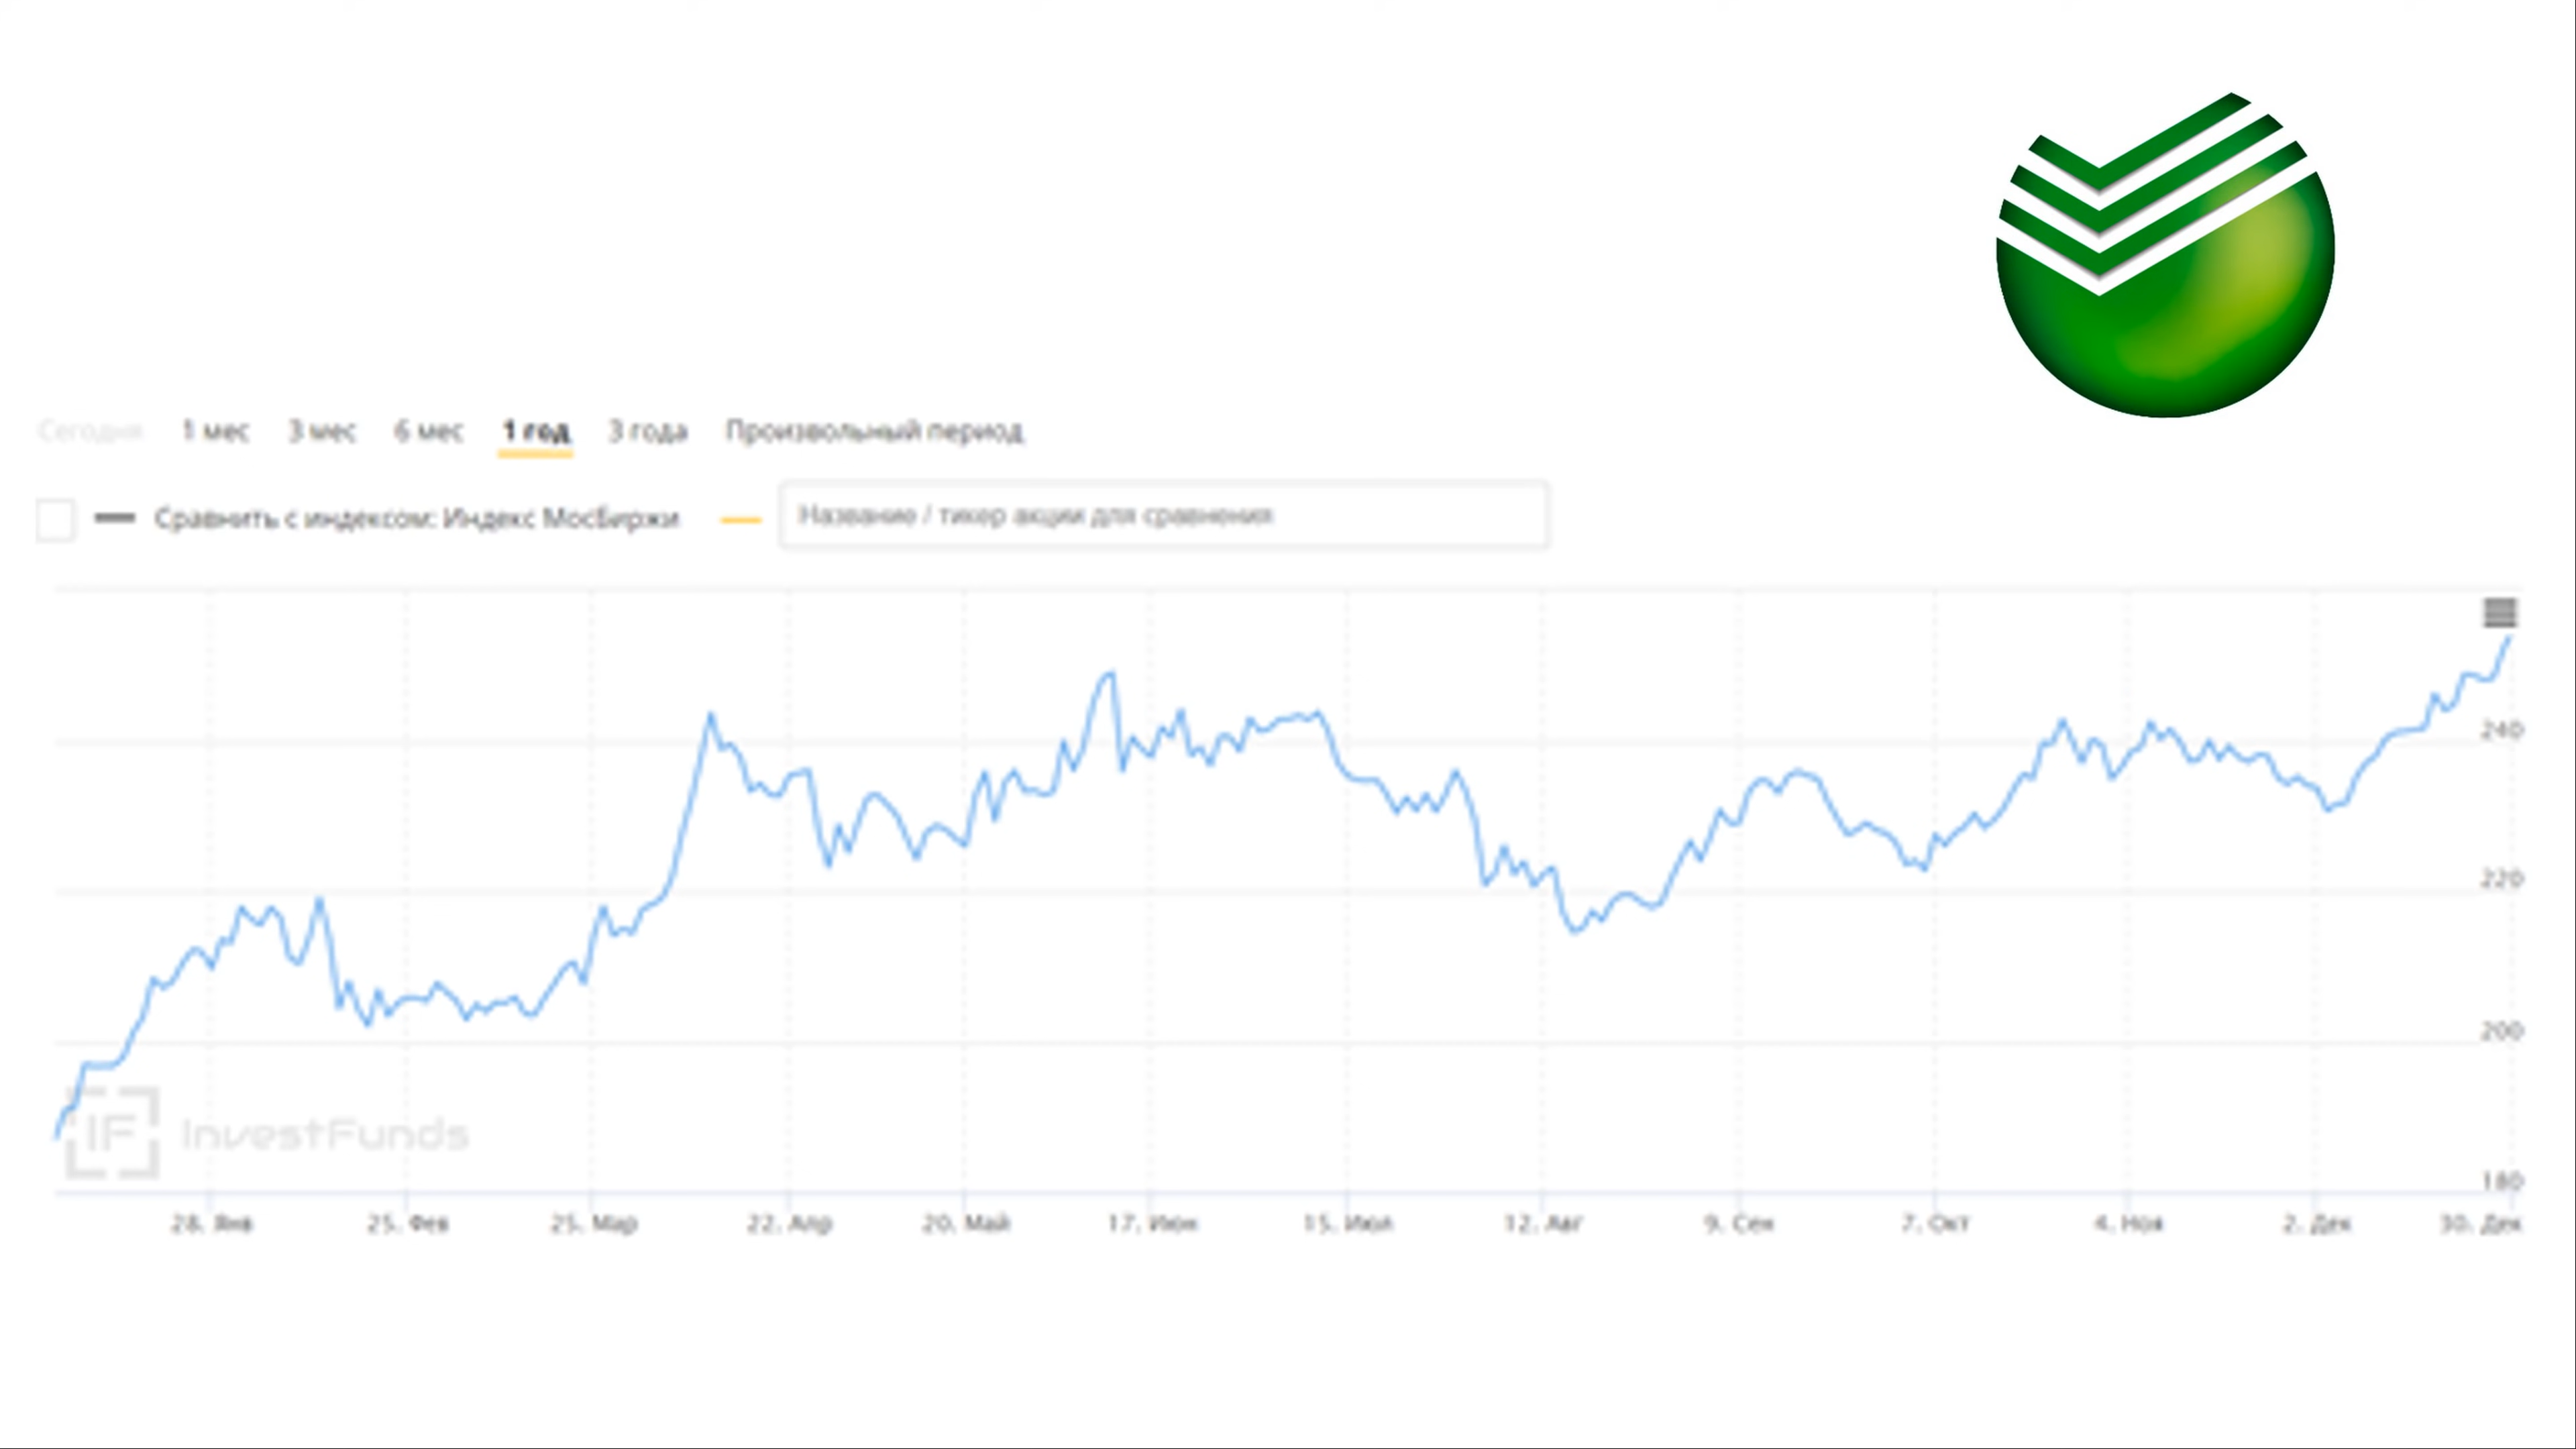 Сегодня 1 мес 3 мес 6 мес 1 год 3 года Произвольный период
Сравнить с индексом: Индекс МосБиржи Название / тикер акции для сравнения
240
220
200
180
IF InvestFunds
28. Янв 25. Фев 25. Мар 22. Апр 20. Май 17. Июн 15. Июл 12. Авг 9. Сен 7. Окт 4. Ноя 2. Дек 30. Дек